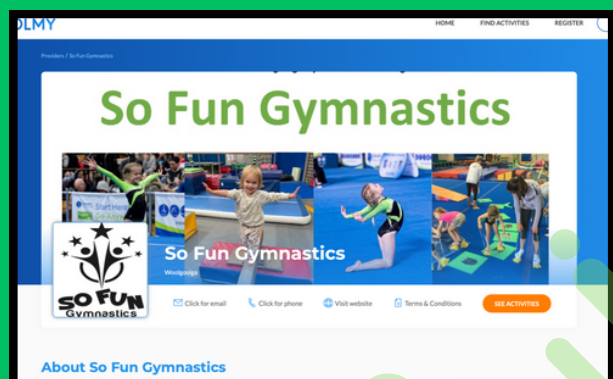 OLMY
HOME FIND ACTIVITIES REGISTER
Providers / So Fun Gymnastics
So Fun Gymnastics
So Fun Gymnastics
Woolgoolga
SO FUN
Gymnastics
Click for email Click for phone Visit website Terms & Conditions SEE ACTIVITIES
About So Fun Gymnastics